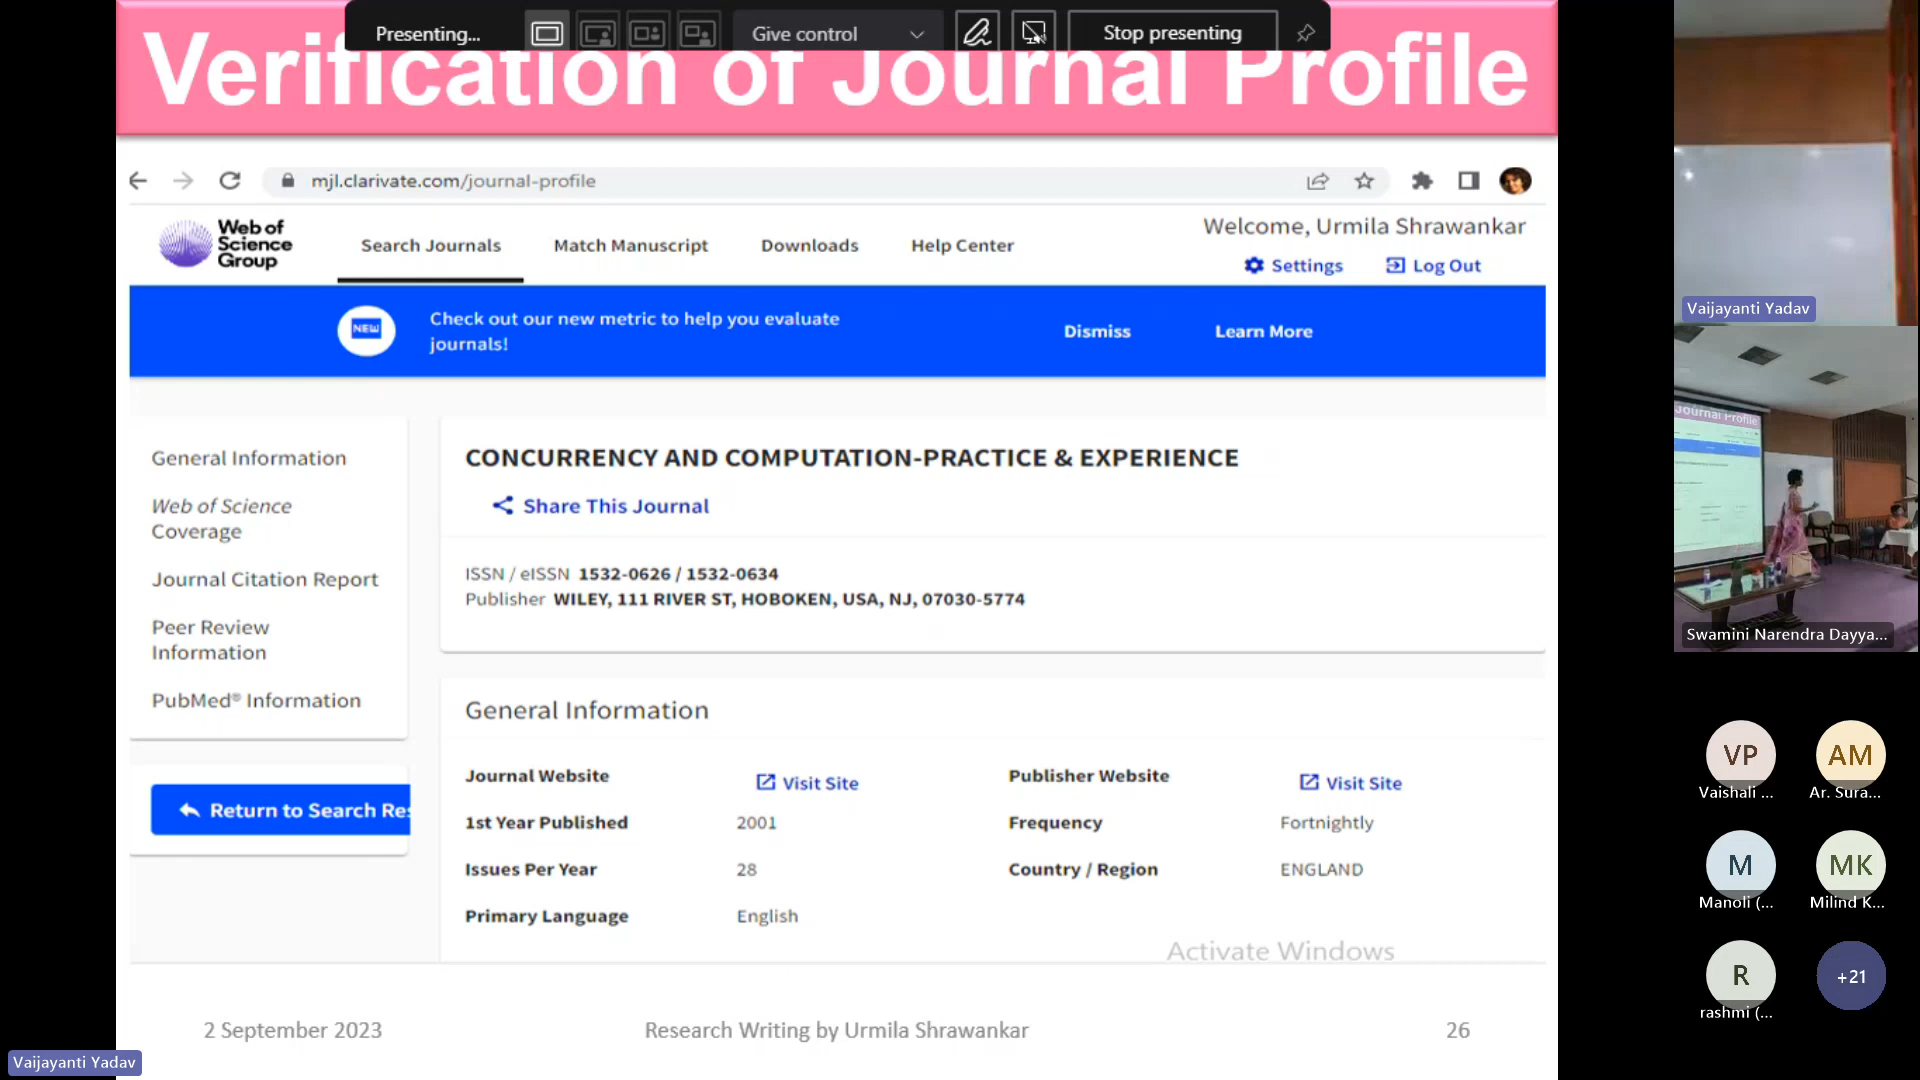 Presenting...
Give control
Stop presenting
Verification of Journal Profile
mjl.clarivate.com/journal-profile
Web of
Science
Group
Search Journals
Match Manuscript
Downloads
Help Center
Welcome, Urmila Shrawankar
Settings
Log Out
NEW
Check out our new metric to help you evaluate
journals!
Dismiss
Learn More
General Information
Web of Science
Coverage
Journal Citation Report
Peer Review
Information
PubMed® Information
Return to Search Res
CONCURRENCY AND COMPUTATION-PRACTICE & EXPERIENCE
Share This Journal
ISSN / eISSN 1532-0626 / 1532-0634
Publisher WILEY, 111 RIVER ST, HOBOKEN, USA, NJ, 07030-5774
General Information
Journal Website Visit Site Publisher Website Visit Site
1st Year Published 2001 Frequency Fortnightly
Issues Per Year 28 Country / Region ENGLAND
Primary Language English
Activate Windows
2 September 2023
Research Writing by Urmila Shrawankar
26
Vaijayanti Yadav
Vaijayanti Yadav
Journal Profile
Swamini Narendra Dayya...
VP
Vaishali ...
AM
Ar. Sura...
M
Manoli (...
MK
Milind K...
R
rashmi (...
+21